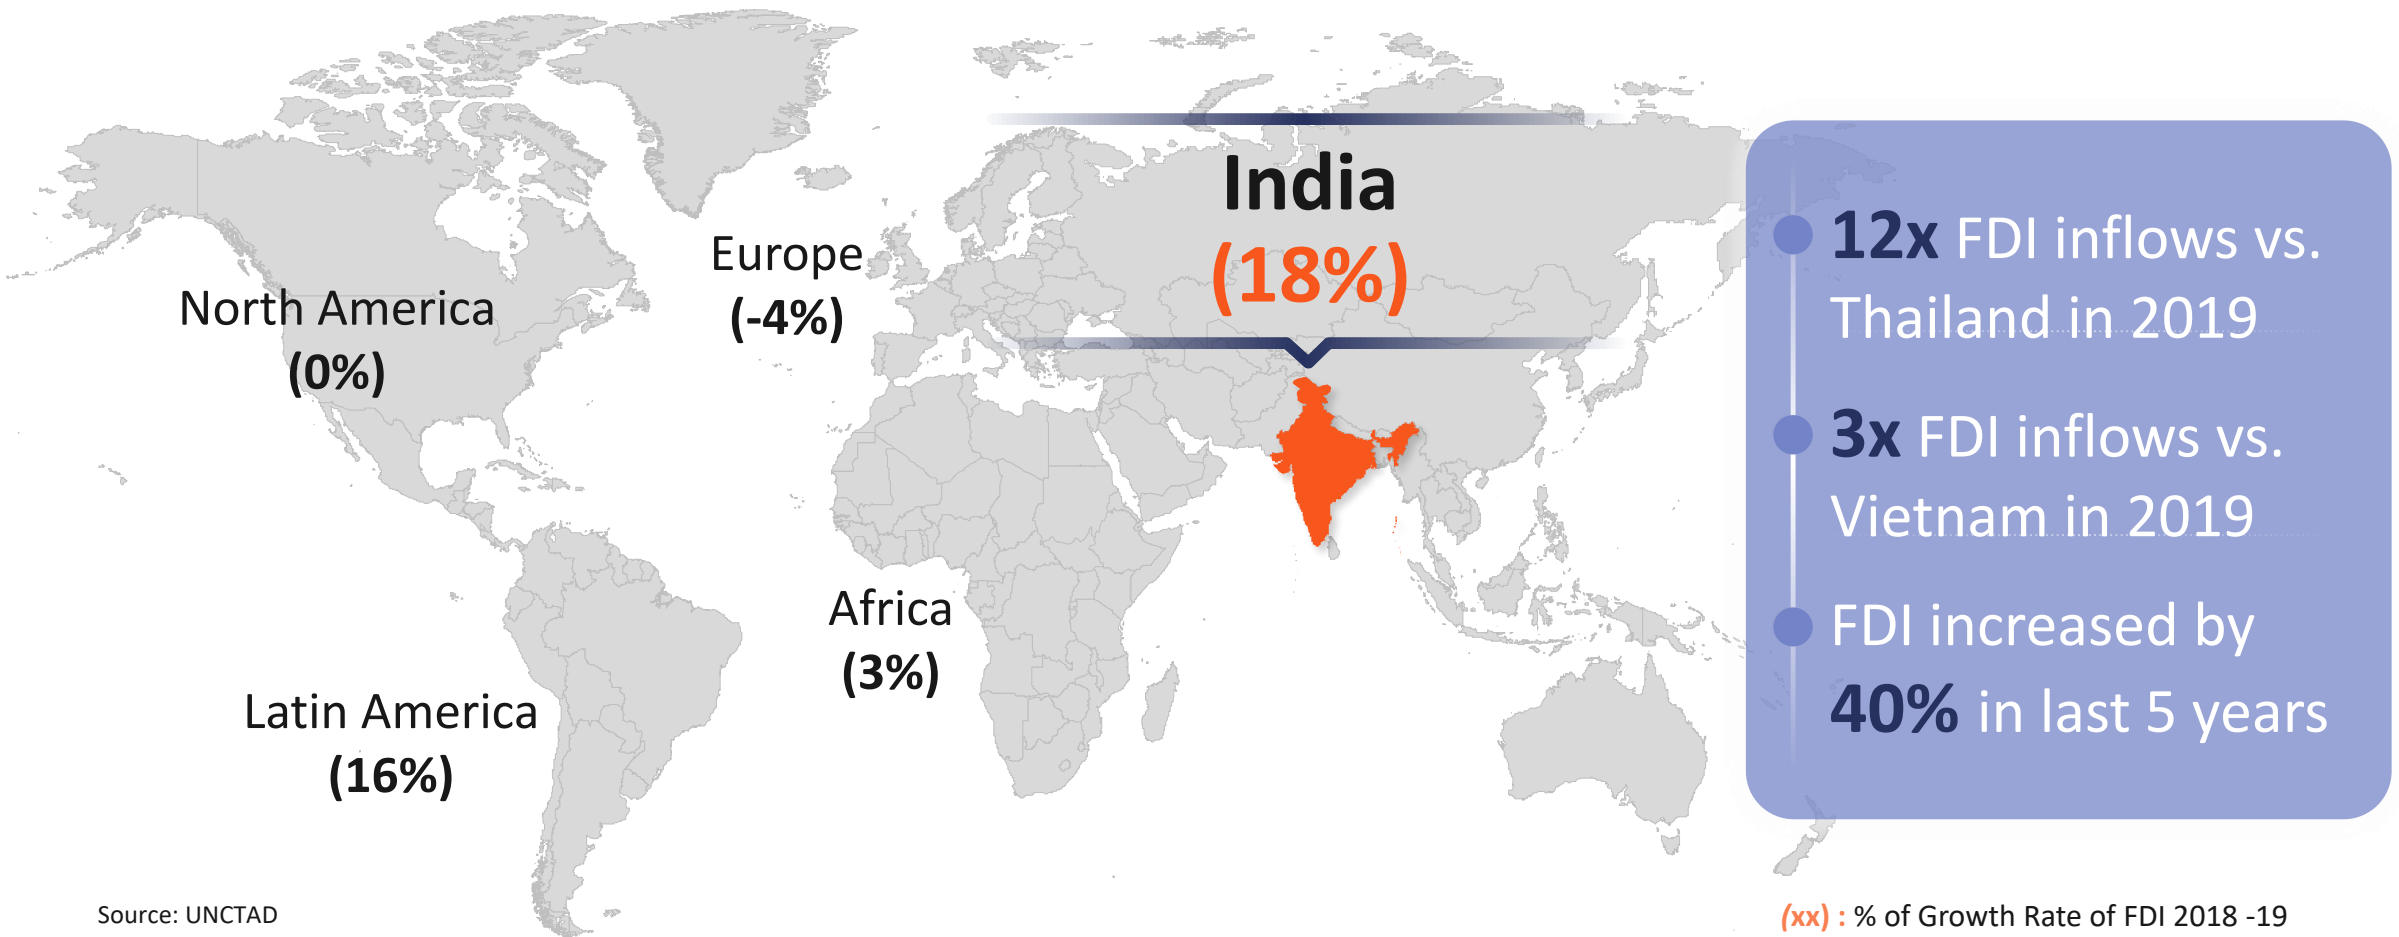 India
(18%)
Europe
(-4%)
North America
(0%)
Africa
(3%)
Latin America
(16%)
12x FDI inflows vs.
Thailand in 2019
3x FDI inflows vs.
Vietnam in 2019
FDI increased by
40% in last 5 years
Source: UNCTAD
(xx) : % of Growth Rate of FDI 2018 -19